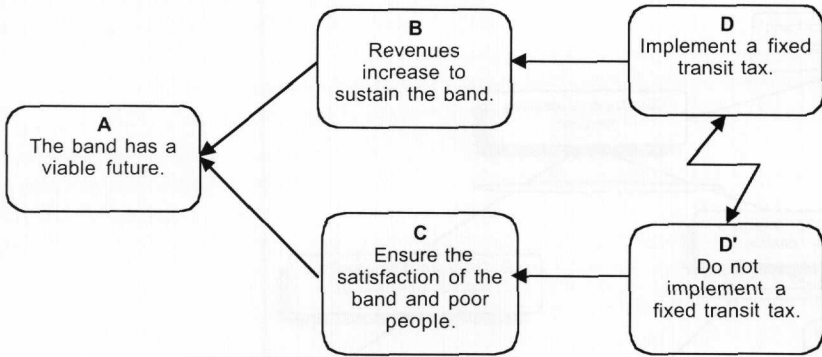 A
The band has a
viable future.
B
Revenues
increase to
sustain the band.
C
Ensure the
satisfaction of the
band and poor
people.
D
Implement a fixed
transit tax.
D'
Do not
implement a
fixed transit tax.